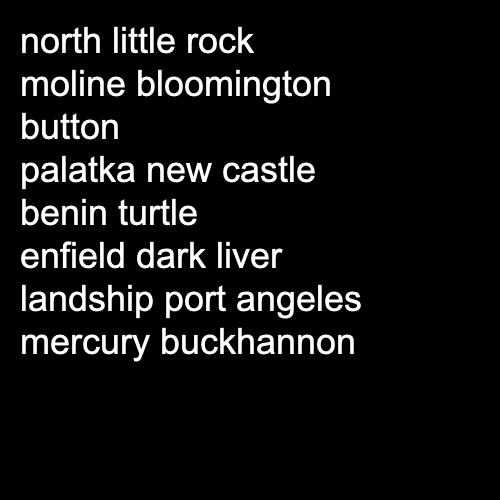 north little rock
moline bloomington
button
palatka new castle
benin turtle
enfield dark liver
landship port angeles
mercury buckhannon